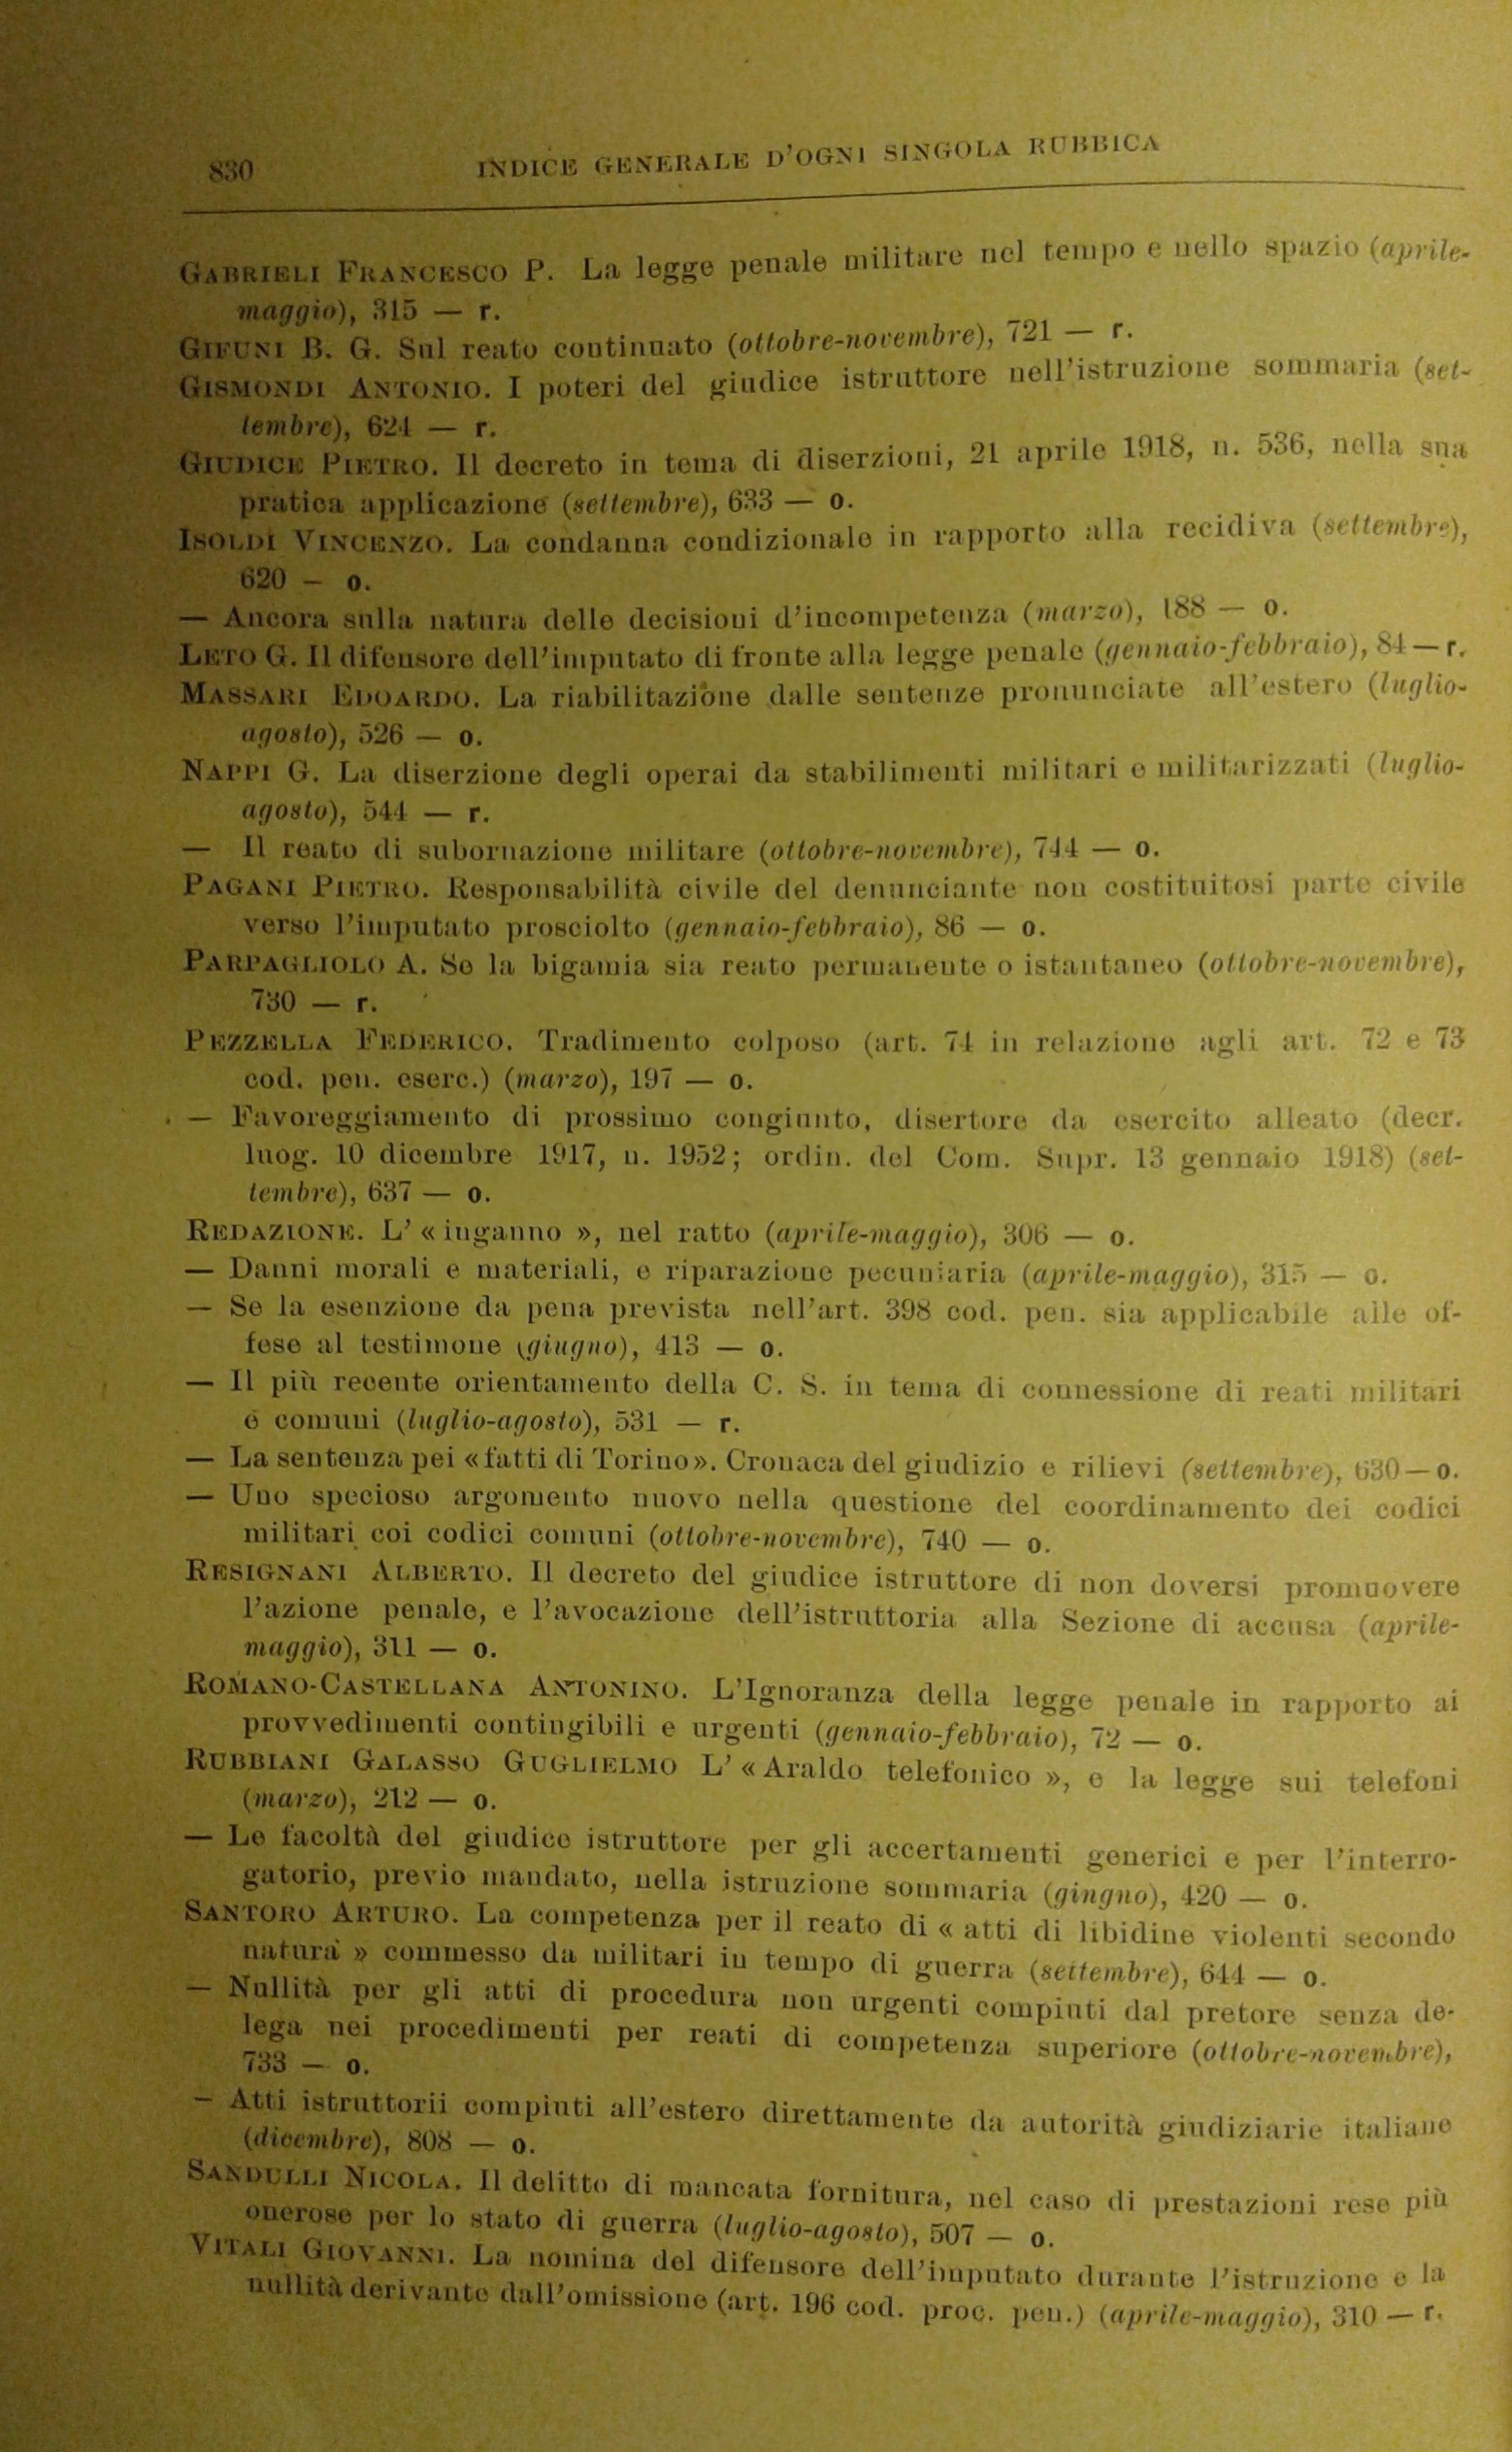 830 INDICE GENERALE D'OGNI SINGOLA RUBRICA
GABRIELI FRANCESCO P. La legge penale militare nel tempo e nello spazio (aprile-
maggio), 315 — r.
GIFUNI B. G. Sul reato continuato (ottobre-novembre), 721 — r.
GISMONDI ANTONIO. I poteri del giudice istruttore nell'istruzione sommaria (set-
tembre), 624 — r.
GIUDICE PIETRO. Il decreto in tema di diserzioni, 21 aprile 1918, n. 536, nella sua
pratica applicazione (settembre), 633 — o.
ISOLDI VINCENZO. La condanna condizionale in rapporto alla recidiva (settembre),
620 — o.
— Ancora sulla natura delle decisioni d'incompetenza (marzo), 188 — o.
LETO G. Il difensore dell'imputato di fronte alla legge penale (gennaio-febbraio), 84 — r.
MASSARI EDOARDO. La riabilitazione dalle sentenze pronunciate all'estero (luglio-
agosto), 526 — o.
NAPPI G. La diserzione degli operai da stabilimenti militari e militarizzati (luglio-
agosto), 544 — r.
— Il reato di subornazione militare (ottobre-novembre), 744 — o.
PAGANI PIETRO. Responsabilità civile del denunciante non costituitosi parte civile
verso l'imputato prosciolto (gennaio-febbraio), 86 — o.
PARPAGLIOLO A. Se la bigamia sia reato permanente o istantaneo (ottobre-novembre),
730 — r.
PEZZELLA FEDERICO. Tradimento colposo (art. 74 in relazione agli art. 72 e 73
cod. pen. eserc.) (marzo), 197 — o.
— Favoreggiamento di prossimo congiunto, disertore da esercito alleato (decr.
luog. 10 dicembre 1917, n. 1952; ordin. del Com. Supr. 13 gennaio 1918) (set-
tembre), 637 — o.
REDAZIONE. L' « inganno », nel ratto (aprile-maggio), 306 — o.
— Danni morali e materiali, e riparazione pecuniaria (aprile-maggio), 315 — o.
— Se la esenzione da pena prevista nell'art. 398 cod. pen. sia applicabile alle of-
fese al testimone (giugno), 413 — o.
— Il più recente orientamento della C. S. in tema di connessione di reati militari
e comuni (luglio-agosto), 531 — r.
— La sentenza pei «fatti di Torino». Cronaca del giudizio e rilievi (settembre), 630 — o.
— Uno specioso argomento nuovo nella questione del coordinamento dei codici
militari coi codici comuni (ottobre-novembre), 740 — o.
RESIGNANI ALBERTO. Il decreto del giudice istruttore di non doversi promuovere
l'azione penale, e l'avocazione dell'istruttoria alla Sezione di accusa (aprile-
maggio), 311 — o.
ROMANO-CASTELLANA ANTONINO. L'Ignoranza della legge penale in rapporto ai
provvedimenti contingibili e urgenti (gennaio-febbraio), 72 — o.
RUBBIANI GALASSO GUGLIELMO L' « Araldo telefonico », e la legge sui telefoni
(marzo), 212 — o.
— Le facoltà del giudice istruttore per gli accertamenti generici e per l'interro-
gatorio, previo mandato, nella istruzione sommaria (gingno), 420 — o.
SANTORO ARTURO. La competenza per il reato di « atti di libidine violenti secondo
natura » commesso da militari in tempo di guerra (settembre), 644 — o.
— Nullità per gli atti di procedura non urgenti compiuti dal pretore senza de-
lega nei procedimenti per reati di competenza superiore (ottobre-novembre),
733 — o.
— Atti istruttorii compiuti all'estero direttamente da autorità giudiziarie italiane
(dicembre), 808 — o.
SANDULLI NICOLA. Il delitto di mancata fornitura, nel caso di prestazioni rese più
onerose per lo stato di guerra (luglio-agosto), 507 — o.
VITALI GIOVANNI. La nomina del difensore dell'imputato durante l'istruzione e la
nullità derivante dall'omissione (art. 196 cod. proc. pen.) (aprile-maggio), 310 — r.